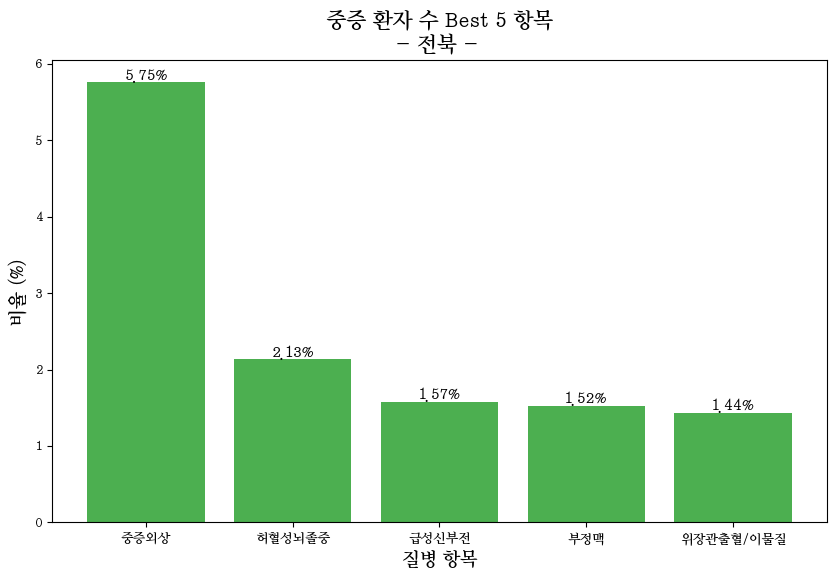 중증 환자 수 Best 5 항목
- 전북 -
비율 (%)
6
5
4
3
2
1
0
5.75%
2.13%
1.57%
1.52%
1.44%
중증외상
허혈성뇌졸중
급성신부전
부정맥
위장관출혈/이물질
질병 항목